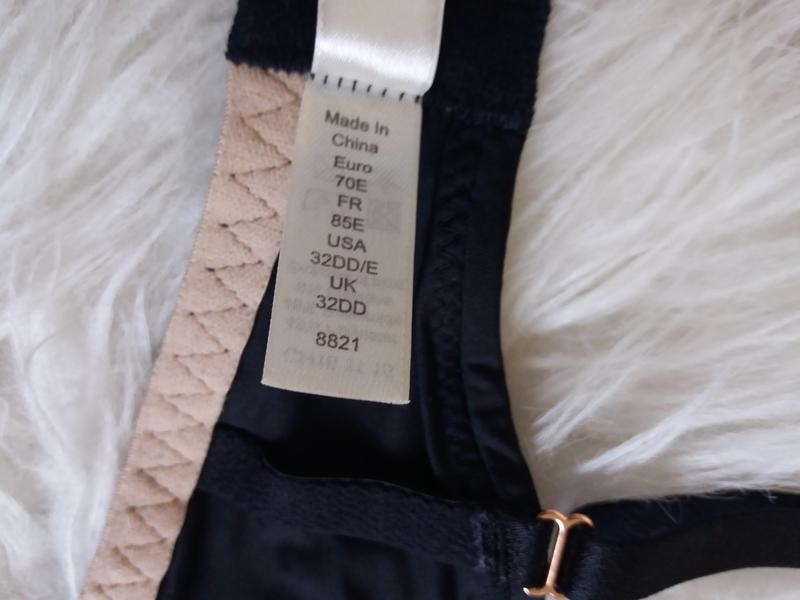 Made In
China
Euro
70E
FR
85E
USA
32DD/E
UK
32DD
8821